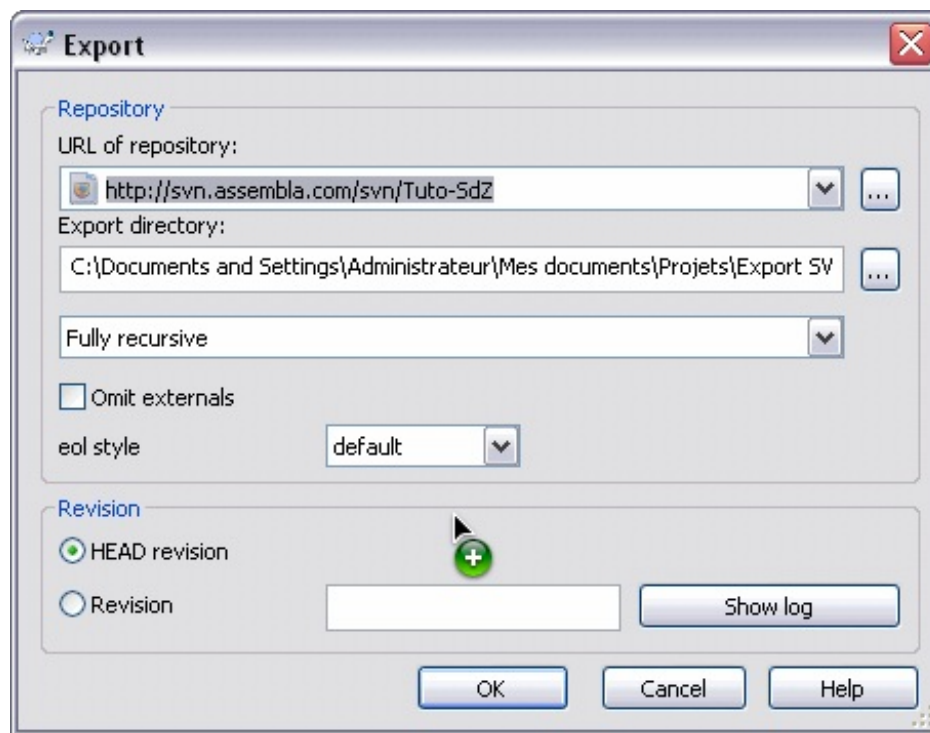 Export
Repository
URL of repository:
http://svn.assembla.com/svn/Tuto-SdZ
...
Export directory:
C:\Documents and Settings\Administrateur\Mes documents\Projets\Export SV
...
Fully recursive
Omit externals
eol style default
Revision
HEAD revision
Revision
Show log
OK Cancel Help